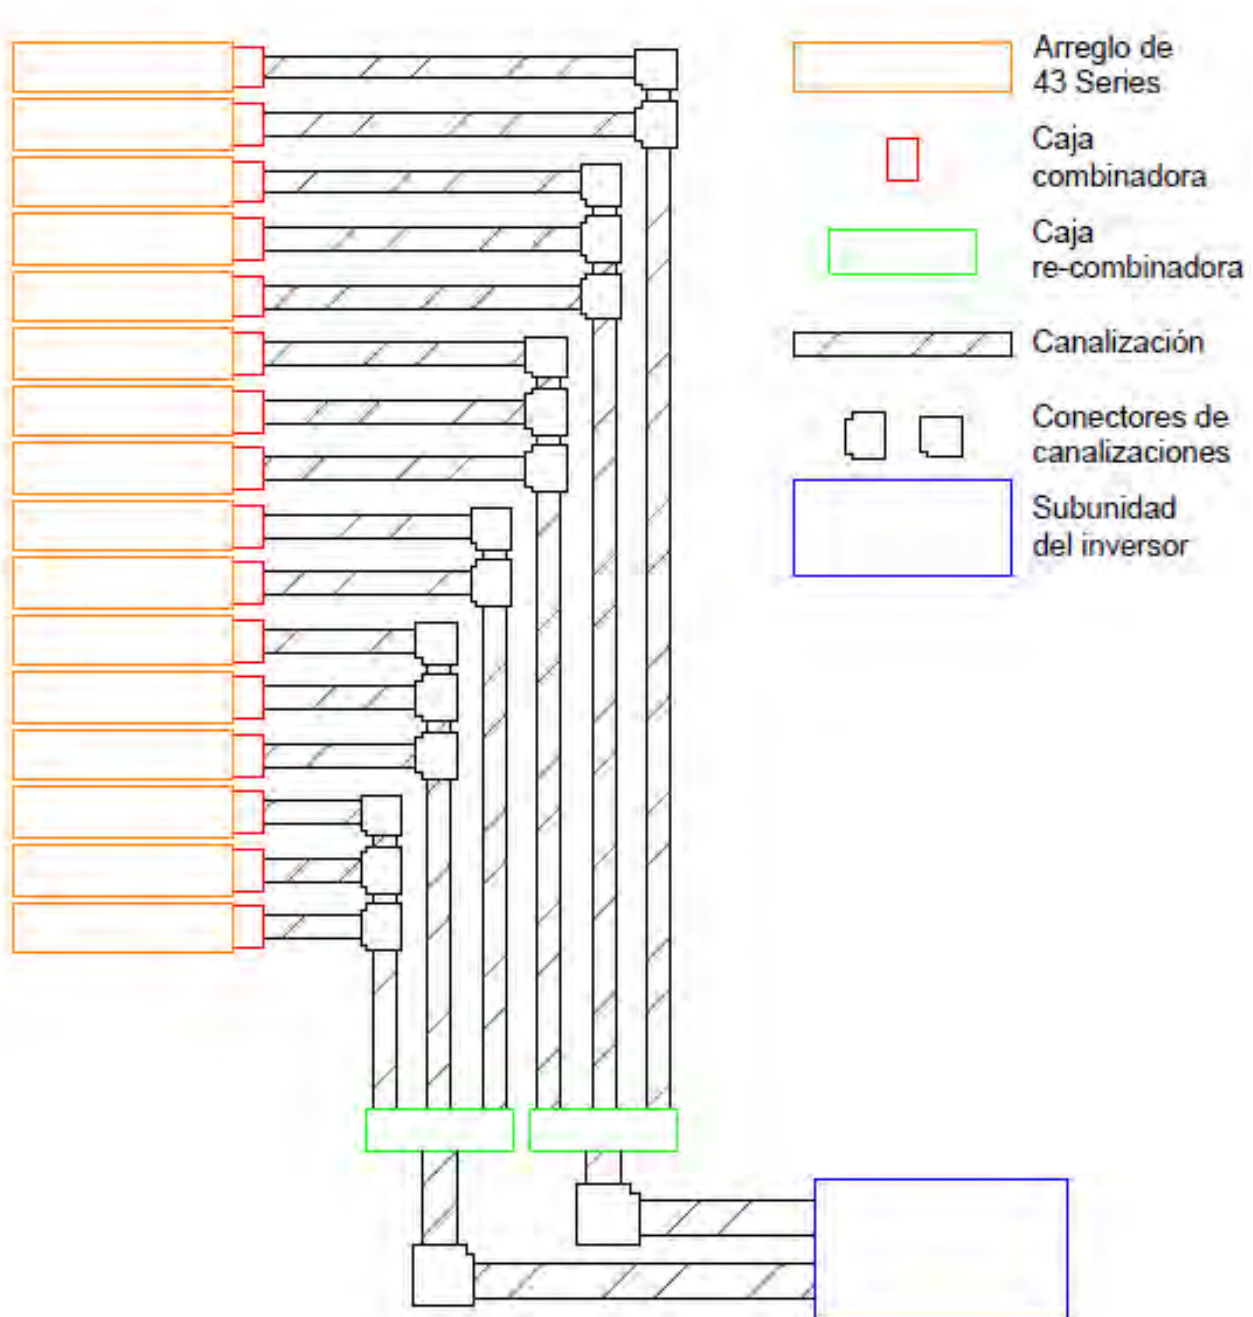 Arreglo de
43 Series
Caja
combinadora
Caja
re-combinadora
Canalización
Conectores de
canalizaciones
Subunidad
del inversor